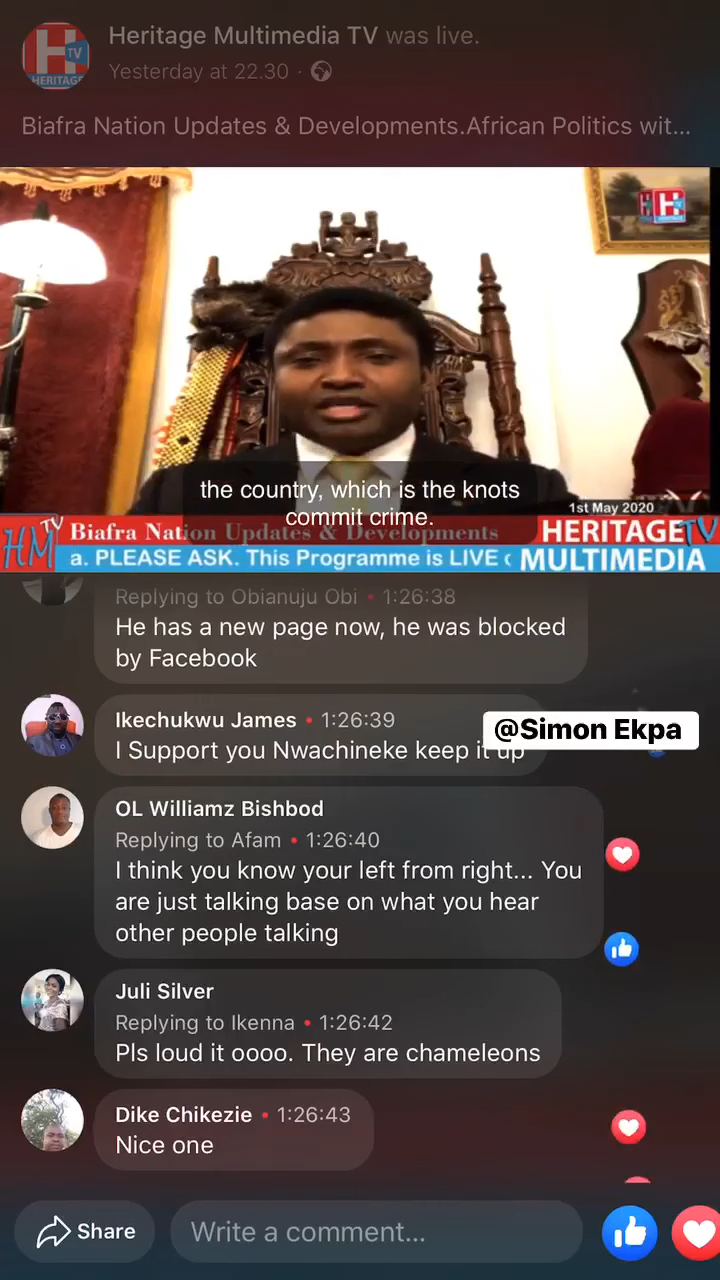 H TV
HERITAGE
Heritage Multimedia TV was live.
Yesterday at 22.30 ·
Biafra Nation Updates & Developments.African Politics wit...
H
the country, which is the knots
commit crime.
1st May 2020
HM TV
Biafra Nation Updates & Developments
HERITAGE TV
a. PLEASE ASK. This Programme is LIVE
MULTIMEDIA
Replying to Obianuju Obi • 1:26:38
He has a new page now, he was blocked
by Facebook
Ikechukwu James • 1:26:39
@Simon Ekpa
I Support you Nwachineke keep it up
OL Williamz Bishbod
Replying to Afam • 1:26:40
I think you know your left from right... You
are just talking base on what you hear
other people talking
Juli Silver
Replying to Ikenna • 1:26:42
Pls loud it oooo. They are chameleons
Dike Chikezie • 1:26:43
Nice one
Share
Write a comment...